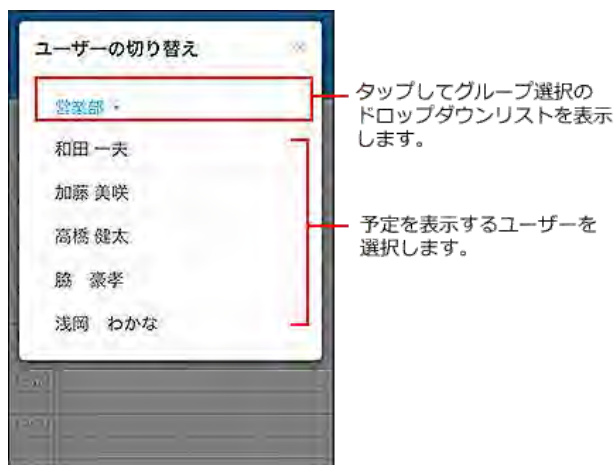 ユーザーの切り替え
×
営業部
和田 一夫
加藤 美咲
高橋 健太
脇　豪孝
浅岡　わかな
タップしてグループ選択の
ドロップダウンリストを表示
します。
予定を表示するユーザーを
選択します。